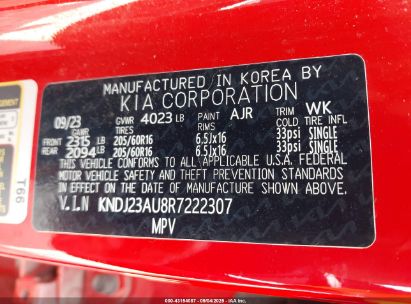 MANUFACTURED IN KOREA BY
KIA CORPORATION
09/23 GVWR 4023 LB PAINT AJR TRIM WK
GAWR TIRES RIMS COLD TIRE INFL
FRONT 2315 LB 205/60R16 6.5Jx16 33psi SINGLE
REAR 2094 LB 205/60R16 6.5Jx16 33psi SINGLE
THIS VEHICLE CONFORMS TO ALL APPLICABLE U.S.A. FEDERAL
MOTOR VEHICLE SAFETY AND THEFT PREVENTION STANDARDS
IN EFFECT ON THE DATE OF MANUFACTURE SHOWN ABOVE.
V.I.N KNDJ23AU8R7222307
MPV
T66